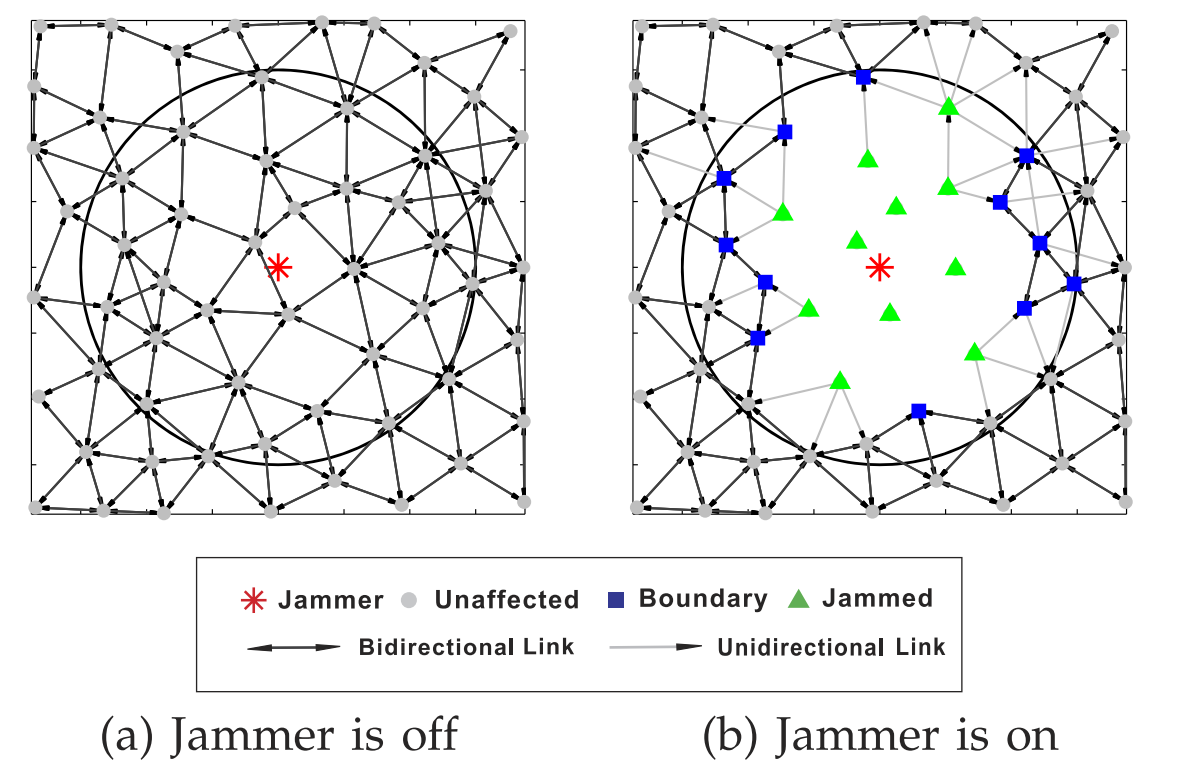 Jammer Unaffected Boundary Jammed
Bidirectional Link Unidirectional Link
(a) Jammer is off (b) Jammer is on